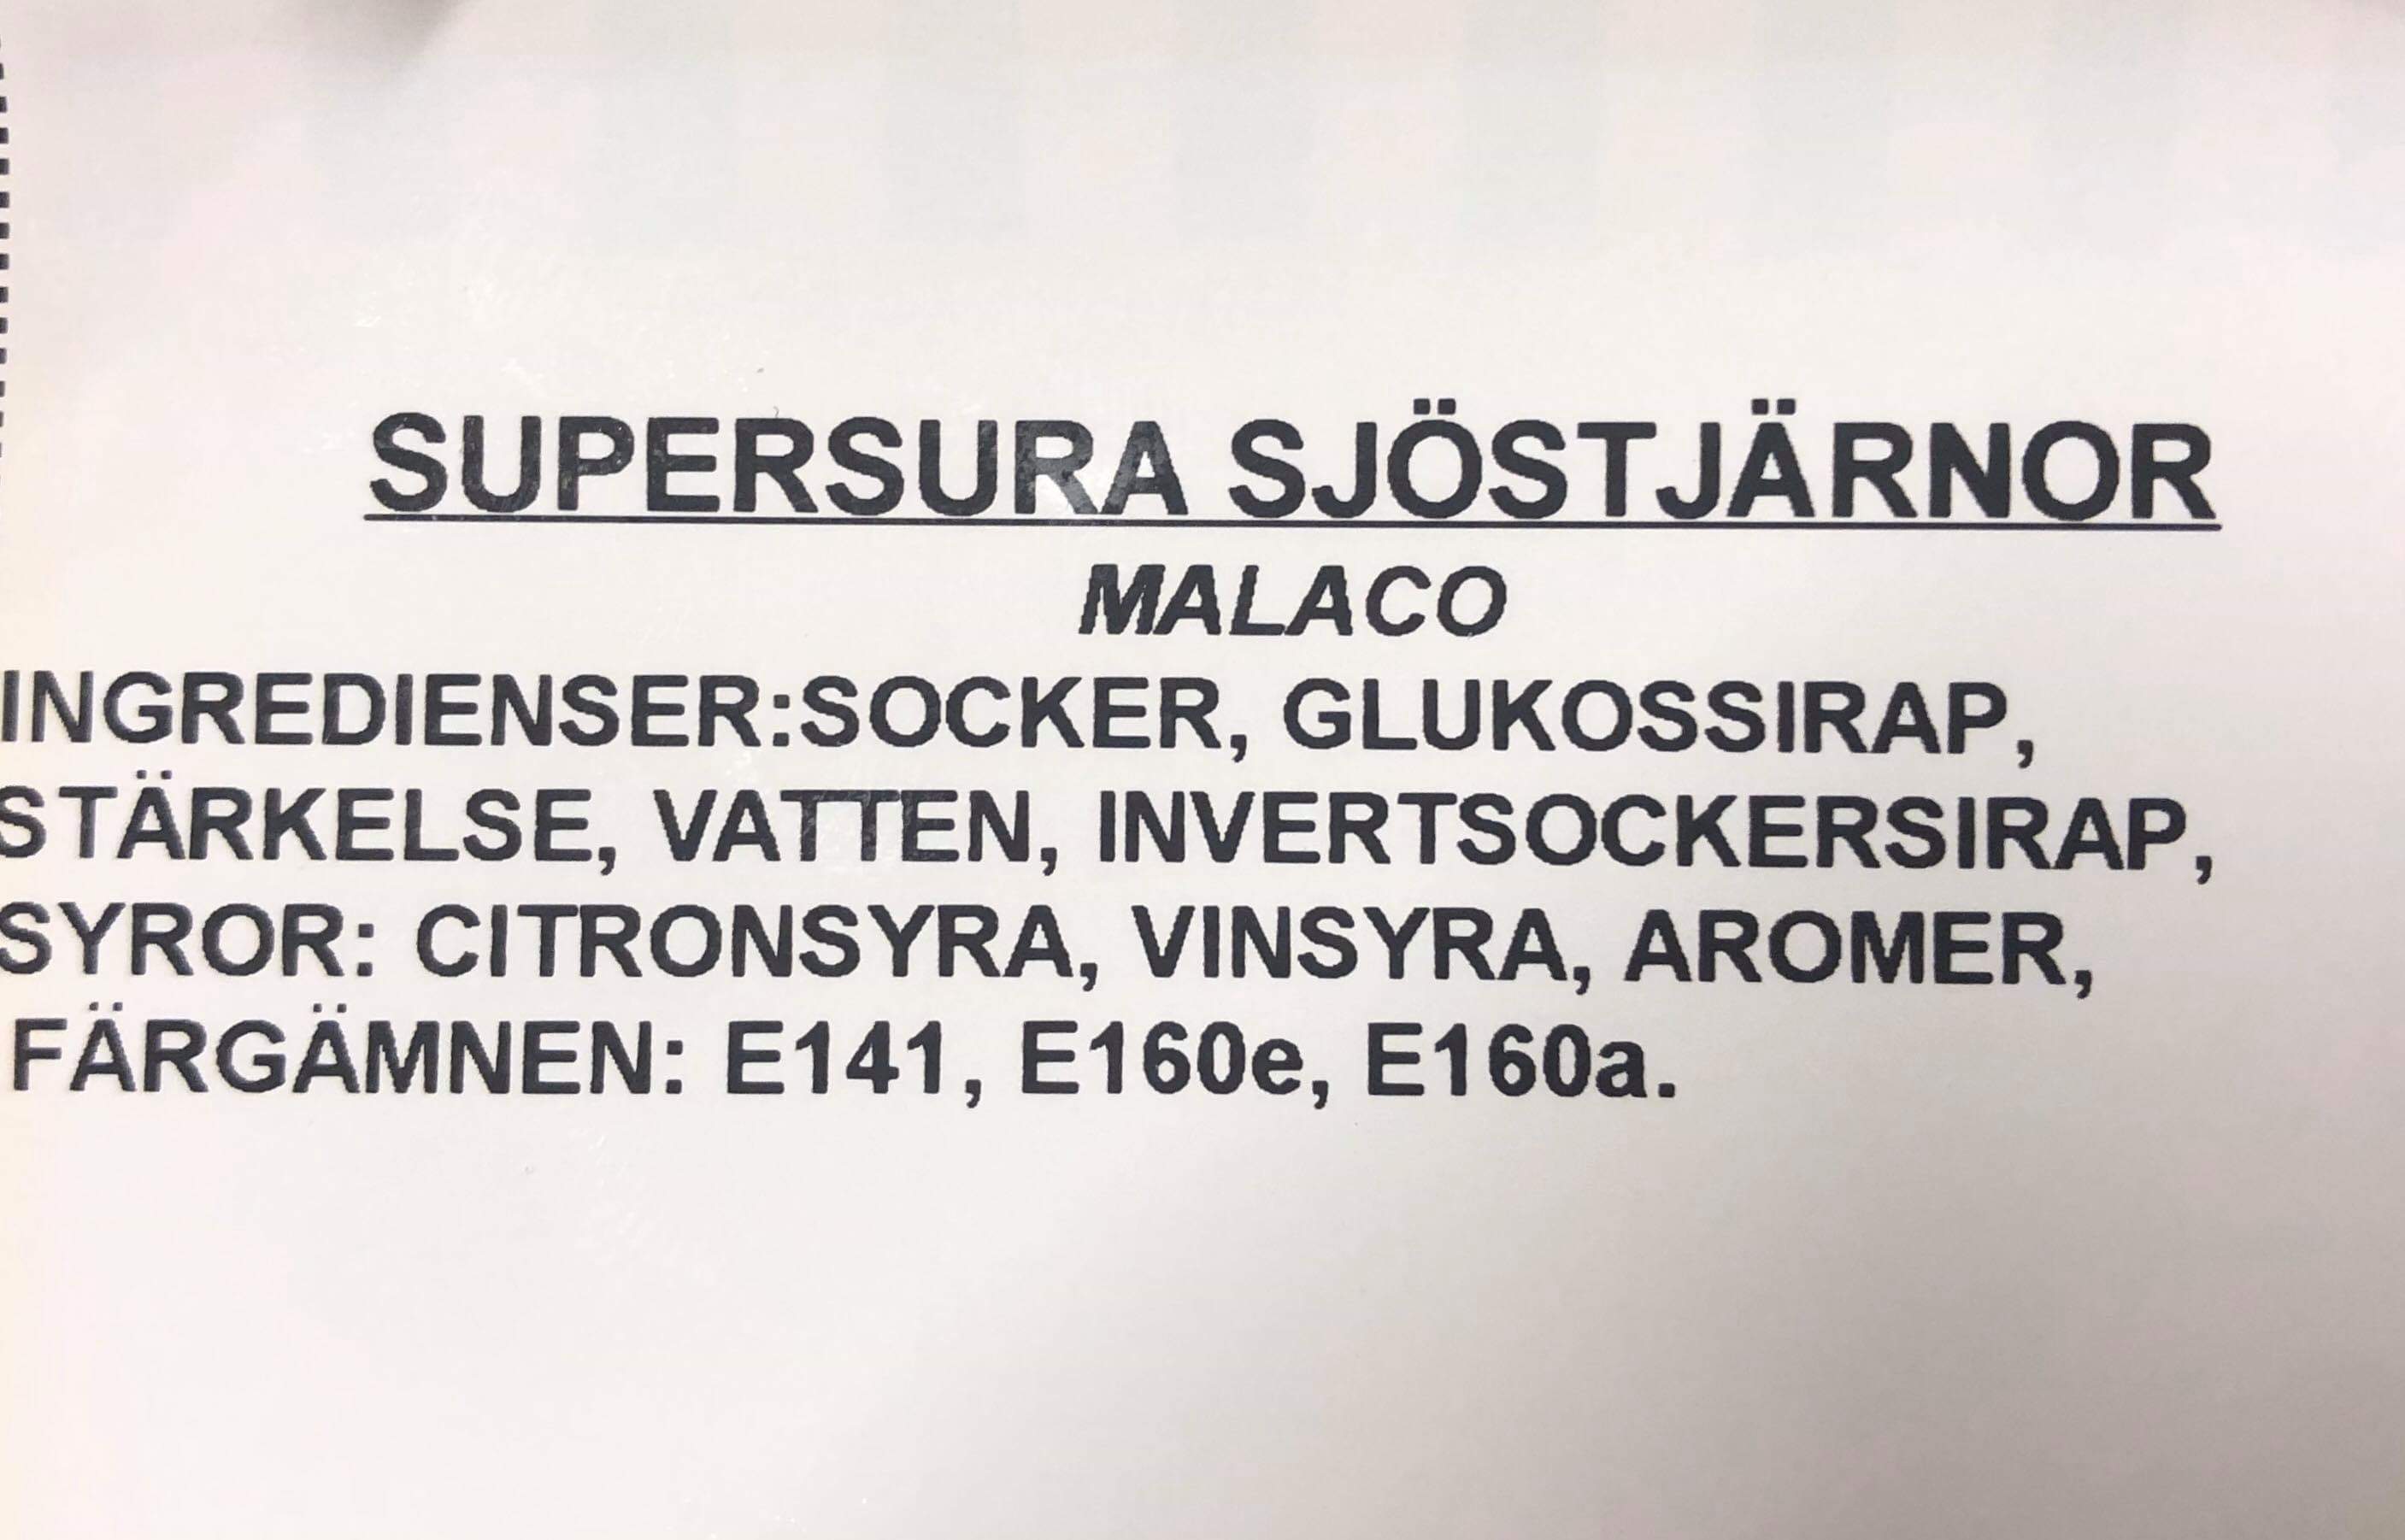 SUPERSURA SJÖSTJÄRNOR
MALACO
INGREDIENSER:SOCKER, GLUKOSSIRAP,
STÄRKELSE, VATTEN, INVERTSOCKERSIRAP,
SYROR: CITRONSYRA, VINSYRA, AROMER,
FÄRGÄMNEN: E141, E160e, E160a.